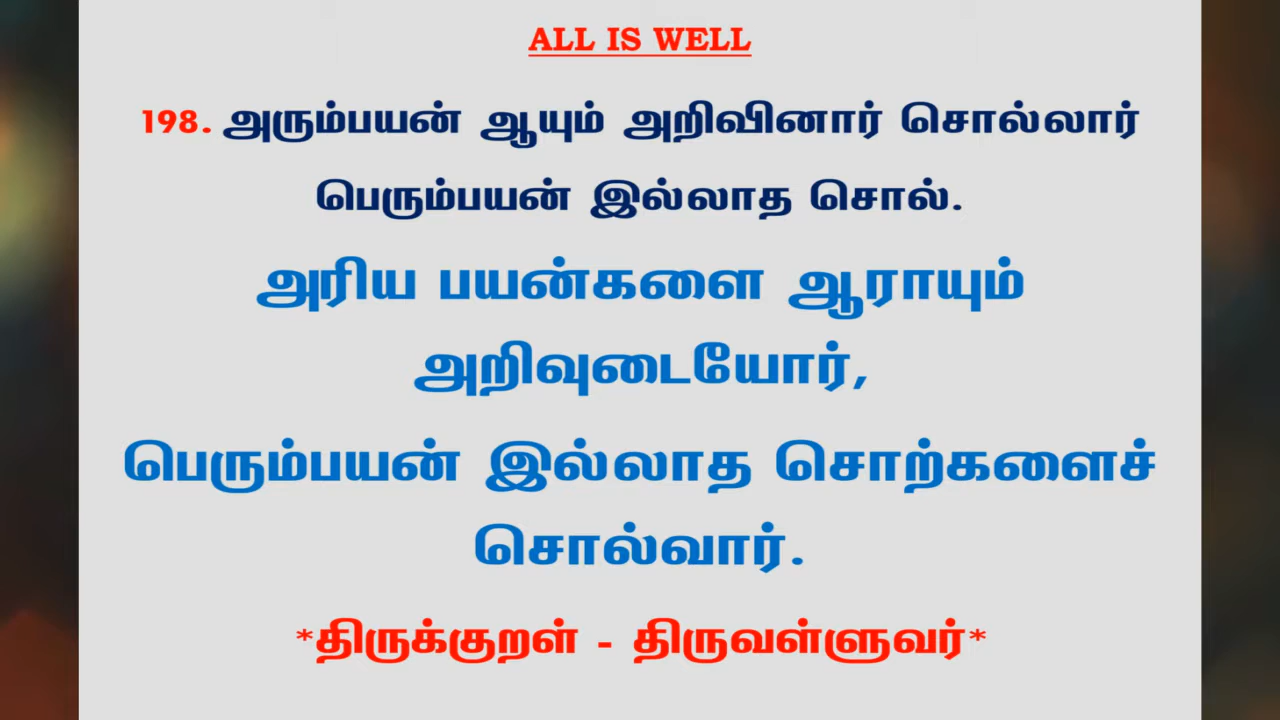 ALL IS WELL
198. அரும்பயன் ஆயும் அறிவினார் சொல்லார்
பெரும்பயன் இல்லாத சொல்.
அரிய பயன்களை ஆராயும்
அறிவுடையோர்,
பெரும்பயன் இல்லாத சொற்களைச்
சொல்வார்.
*திருக்குறள் - திருவள்ளுவர்*